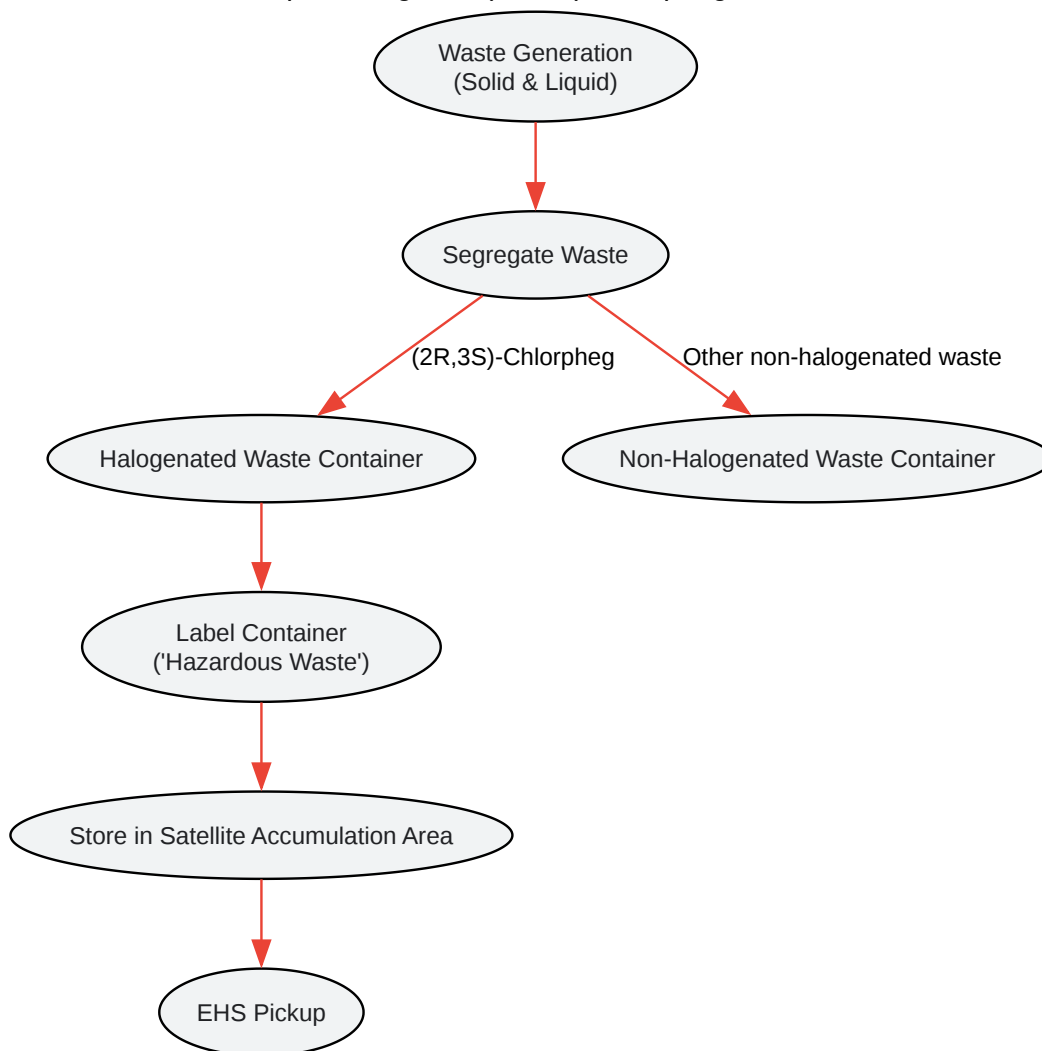 Waste Generation
(Solid & Liquid)
Segregate Waste
(2R,3S)-Chlorpheg
Other non-halogenated waste
Halogenated Waste Container
Non-Halogenated Waste Container
Label Container
('Hazardous Waste')
Store in Satellite Accumulation Area
EHS Pickup